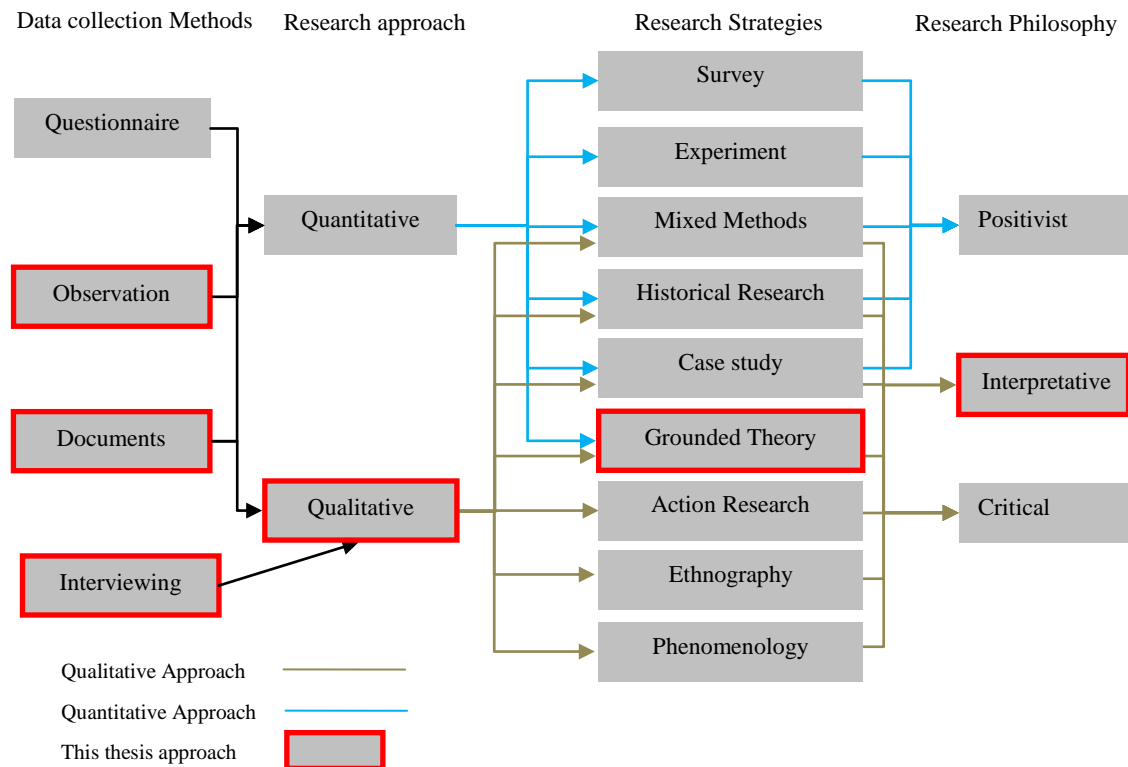 Data collection Methods
Research approach
Research Strategies
Research Philosophy
Questionnaire
Observation
Documents
Interviewing
Quantitative
Qualitative
Survey
Experiment
Mixed Methods
Historical Research
Case study
Grounded Theory
Action Research
Ethnography
Phenomenology
Positivist
Interpretative
Critical
Qualitative Approach
Quantitative Approach
This thesis approach